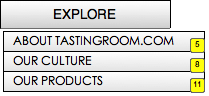 EXPLORE
ABOUT TASTINGROOM.COM 5
OUR CULTURE 8
OUR PRODUCTS 11